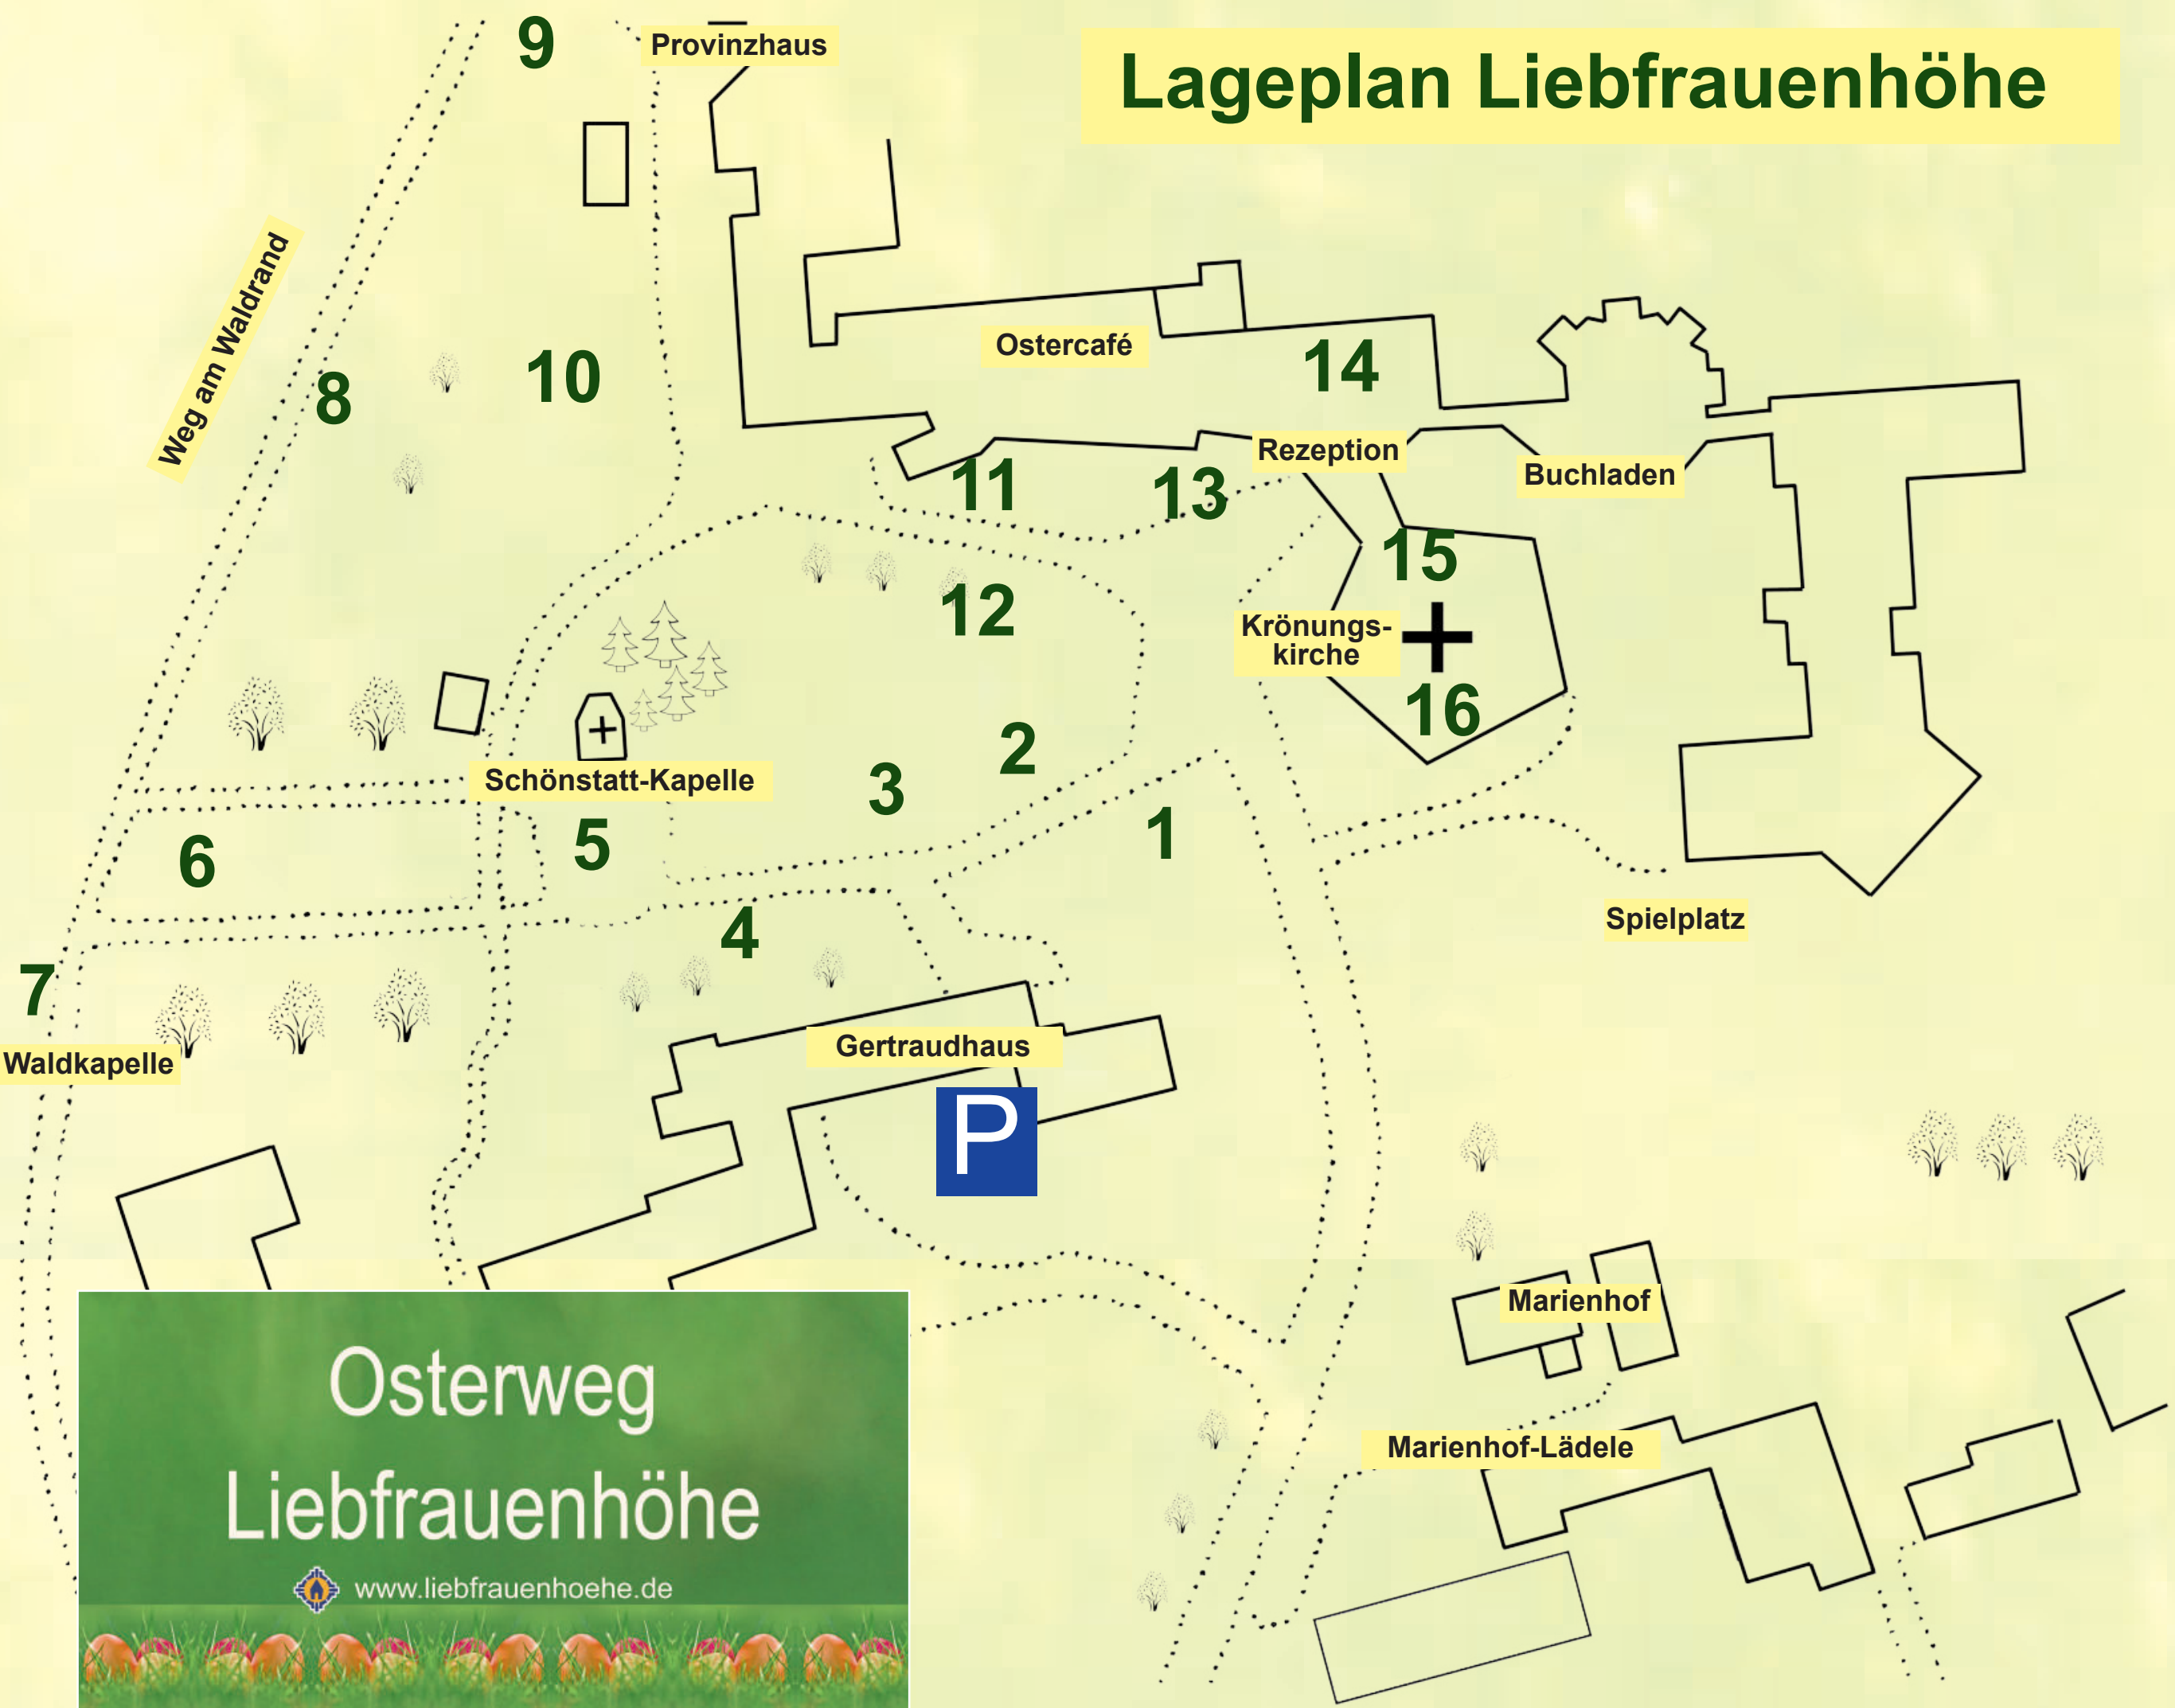 Lageplan Liebfrauenhöhe
9
Provinzhaus
Weg am Waldrand
8
10
Ostercafé
14
Rezeption
Buchladen
11
13
15
12
Krönungs-
kirche
16
2
Schönstatt-Kapelle
3
1
5
6
4
Spielplatz
7
Waldkapelle
Gertraudhaus
P
Marienhof
Marienhof-Lädele
Osterweg
Liebfrauenhöhe
www.liebfrauenhoehe.de